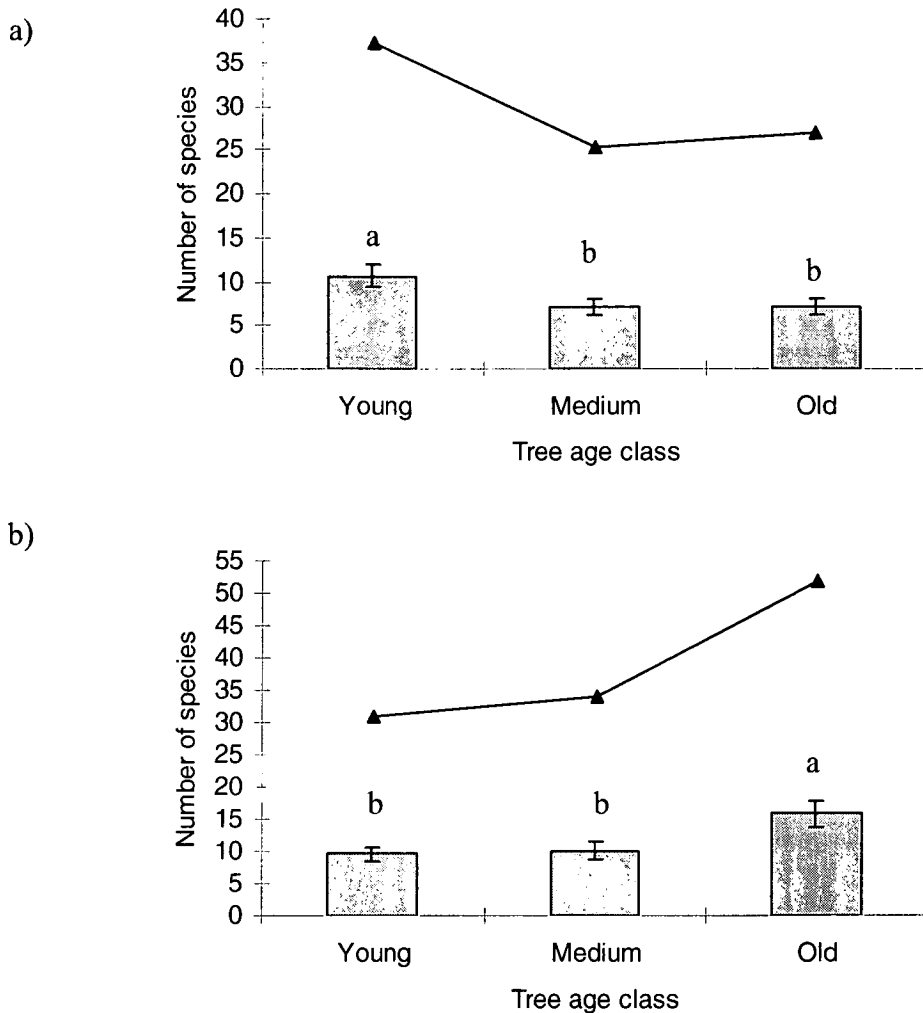 a)
Number of species
40
35
30
25
20
15
10
5
0
a
b
b
Young Medium Old
Tree age class
b)
Number of species
55
50
45
40
35
30
25
20
15
10
5
0
b
b
a
Young Medium Old
Tree age class